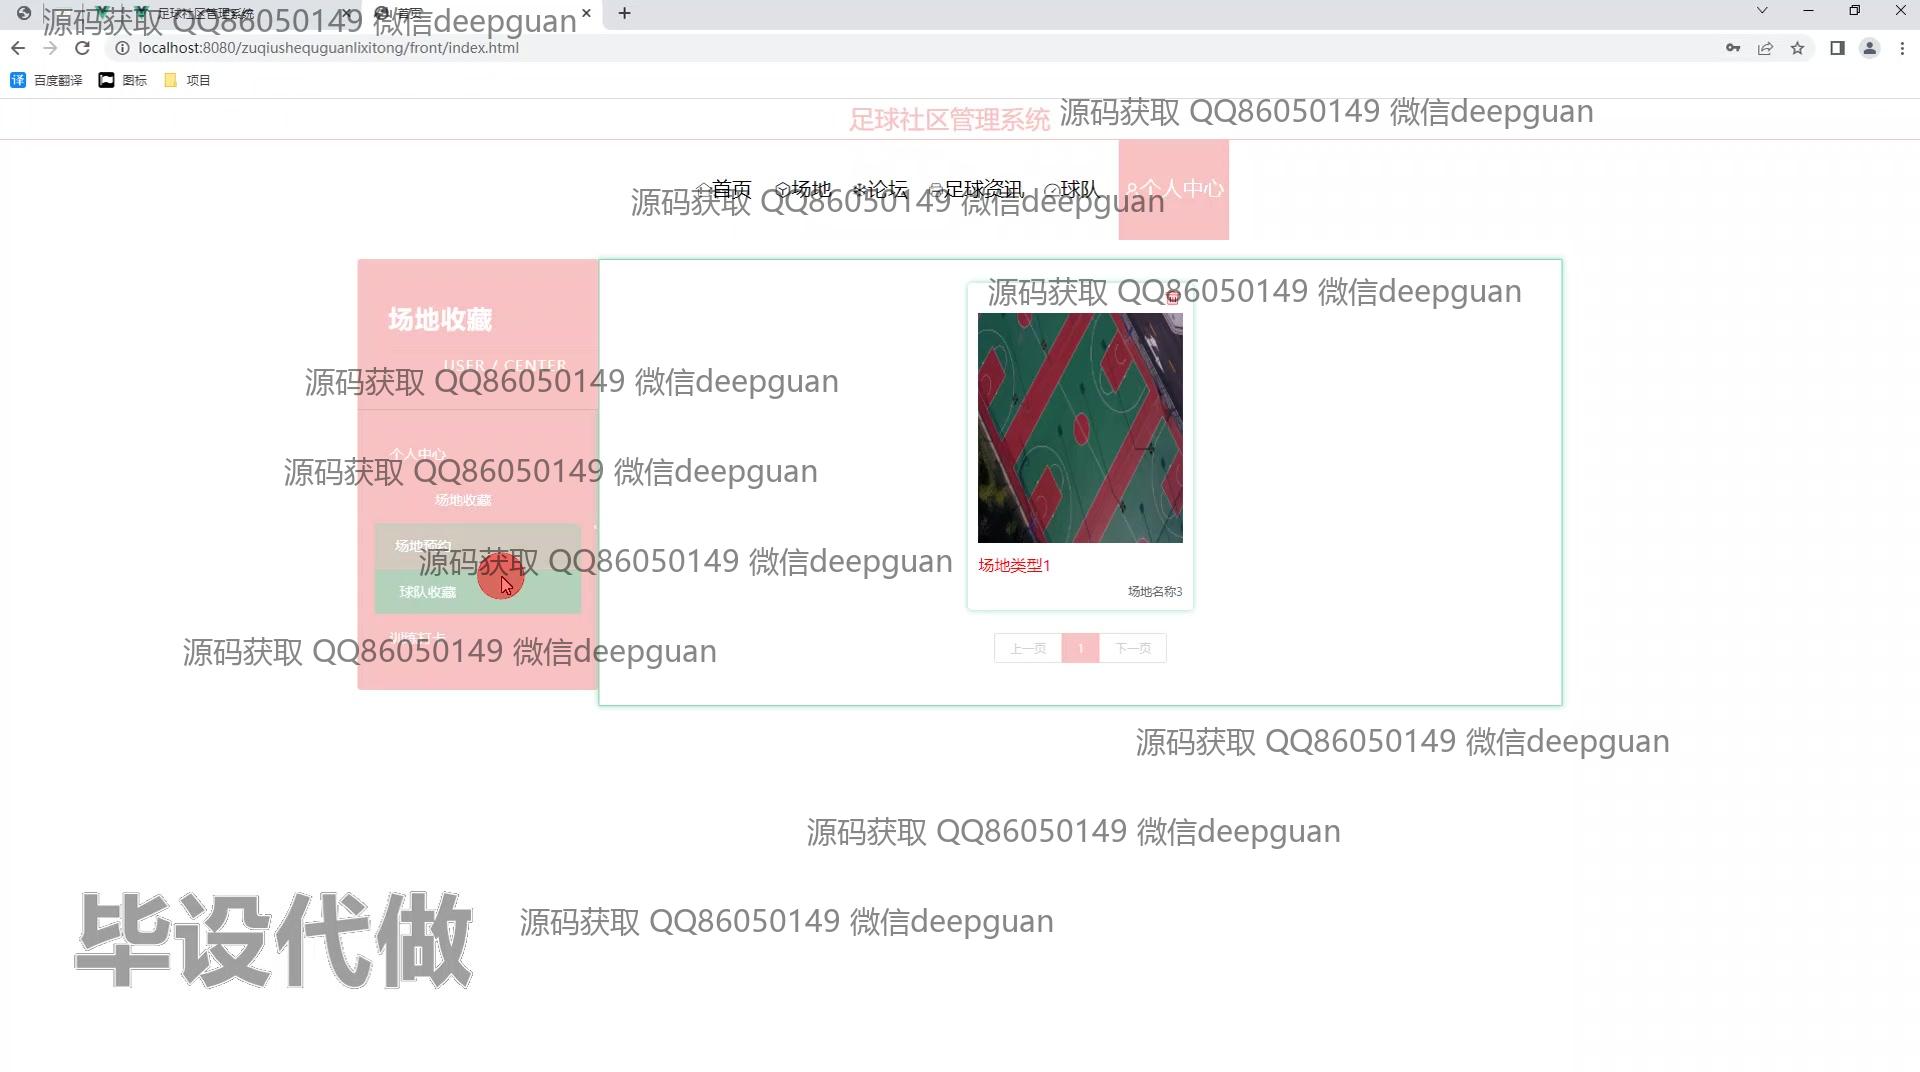 足球社区管理系统
首页
源码获取 QQ86050149 微信deepguan
localhost:8080/zuqiushequguanlixitong/front/index.html
百度翻译 图标 项目
足球社区管理系统
源码获取 QQ86050149 微信deepguan
首页 场地 论坛 足球资讯 球队 个人中心
源码获取 QQ86050149 微信deepguan
源码获取 QQ86050149 微信deepguan
场地收藏
USER / CENTER
源码获取 QQ86050149 微信deepguan
个人中心
源码获取 QQ86050149 微信deepguan
场地收藏
场地预约
源码获取 QQ86050149 微信deepguan
球队收藏
训练打卡
源码获取 QQ86050149 微信deepguan
场地类型1
场地名称3
上一页 1 下一页
源码获取 QQ86050149 微信deepguan
源码获取 QQ86050149 微信deepguan
毕设代做
源码获取 QQ86050149 微信deepguan